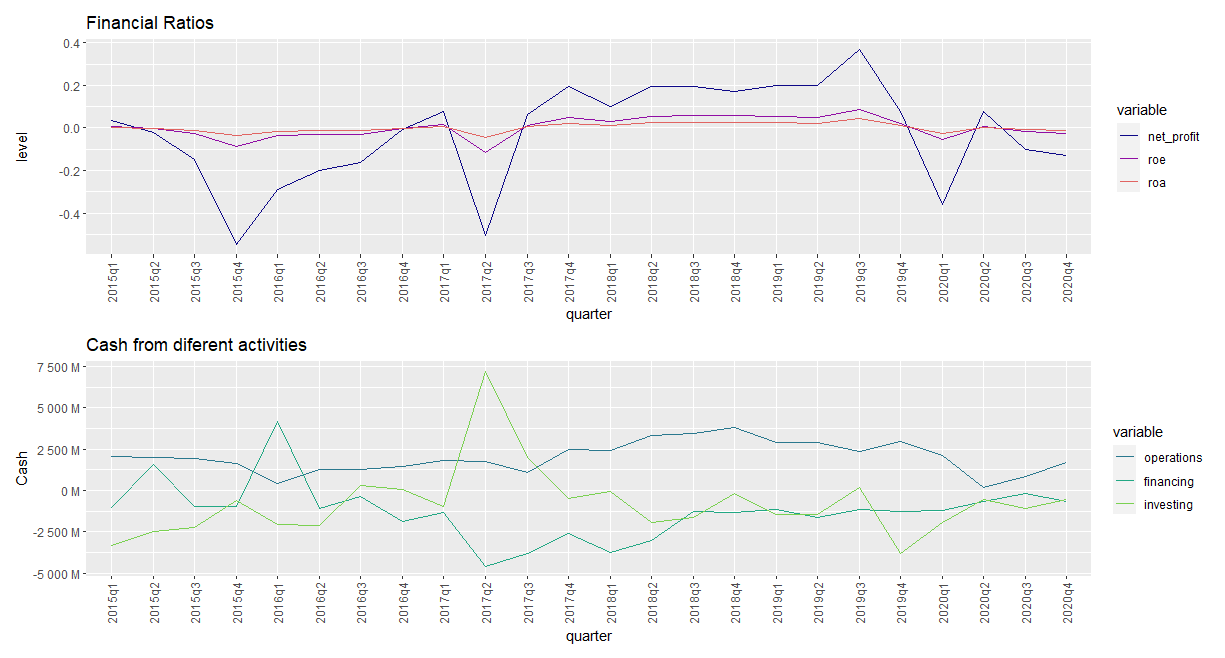 Financial Ratios
0.4
0.2
0.0
-0.2
-0.4
level
2015q1 2015q2 2015q3 2015q4 2016q1 2016q2 2016q3 2016q4 2017q1 2017q2 2017q3 2017q4 2018q1 2018q2 2018q3 2018q4 2019q1 2019q2 2019q3 2019q4 2020q1 2020q2 2020q3 2020q4
quarter
variable
net_profit
roe
roa
Cash from diferent activities
7 500 M
5 000 M
2 500 M
0 M
-2 500 M
-5 000 M
Cash
2015q1 2015q2 2015q3 2015q4 2016q1 2016q2 2016q3 2016q4 2017q1 2017q2 2017q3 2017q4 2018q1 2018q2 2018q3 2018q4 2019q1 2019q2 2019q3 2019q4 2020q1 2020q2 2020q3 2020q4
quarter
variable
operations
financing
investing